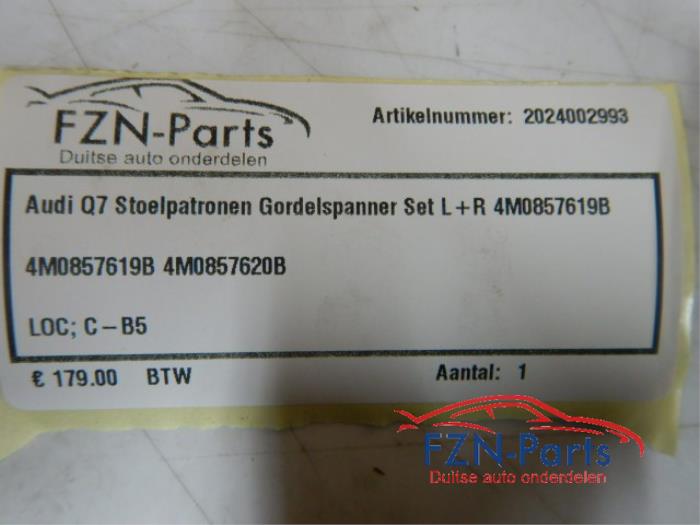 FZN-Parts
Duitse auto onderdelen
Artikelnummer: 2024002993
Audi Q7 Stoelpatronen Gordelspanner Set L+R 4M0857619B
4M0857619B 4M0857620B
LOC; C-B5
€ 179.00 BTW
Aantal: 1
FZN-Parts
Duitse auto onderdelen